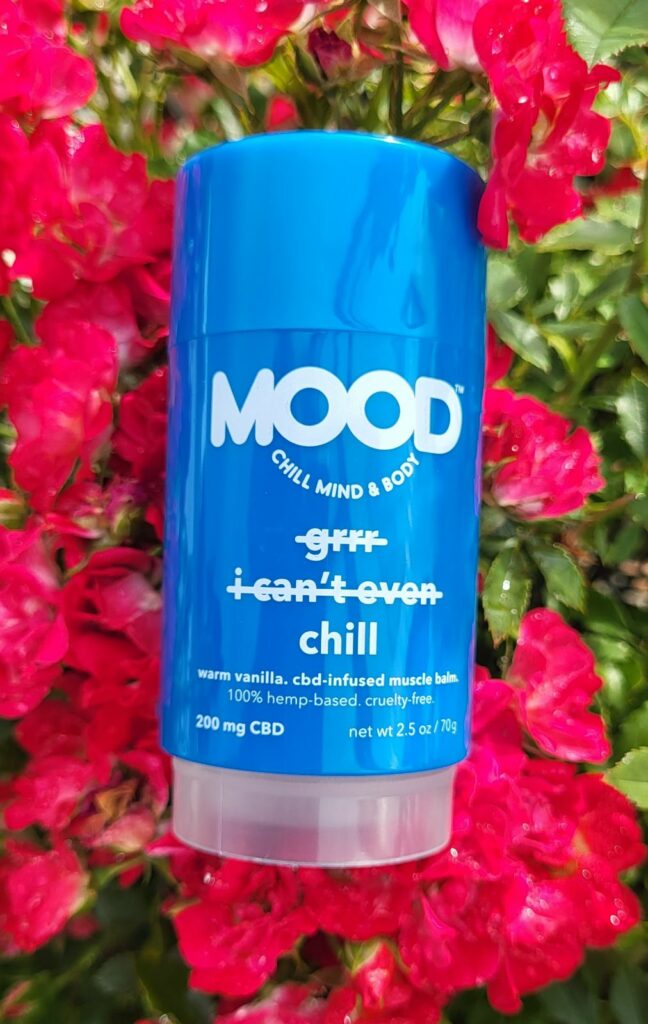 MOOD™
CHILL MIND & BODY
grrr
i can't even
chill
warm vanilla. cbd-infused muscle balm.
100% hemp-based. cruelty-free.
200 mg CBD net wt 2.5 oz / 70g